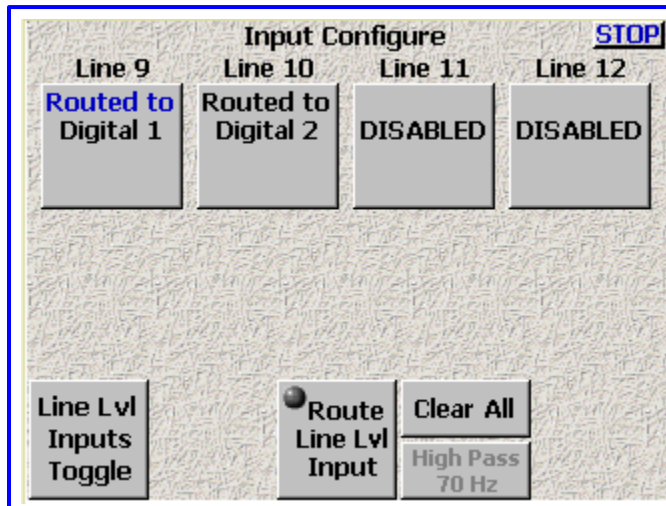 Input Configure
STOP
Line 9
Line 10
Line 11
Line 12
Routed to
Digital 1
Routed to
Digital 2
DISABLED
DISABLED
Line Lvl
Inputs
Toggle
Route
Line Lvl
Input
Clear All
High Pass
70 Hz